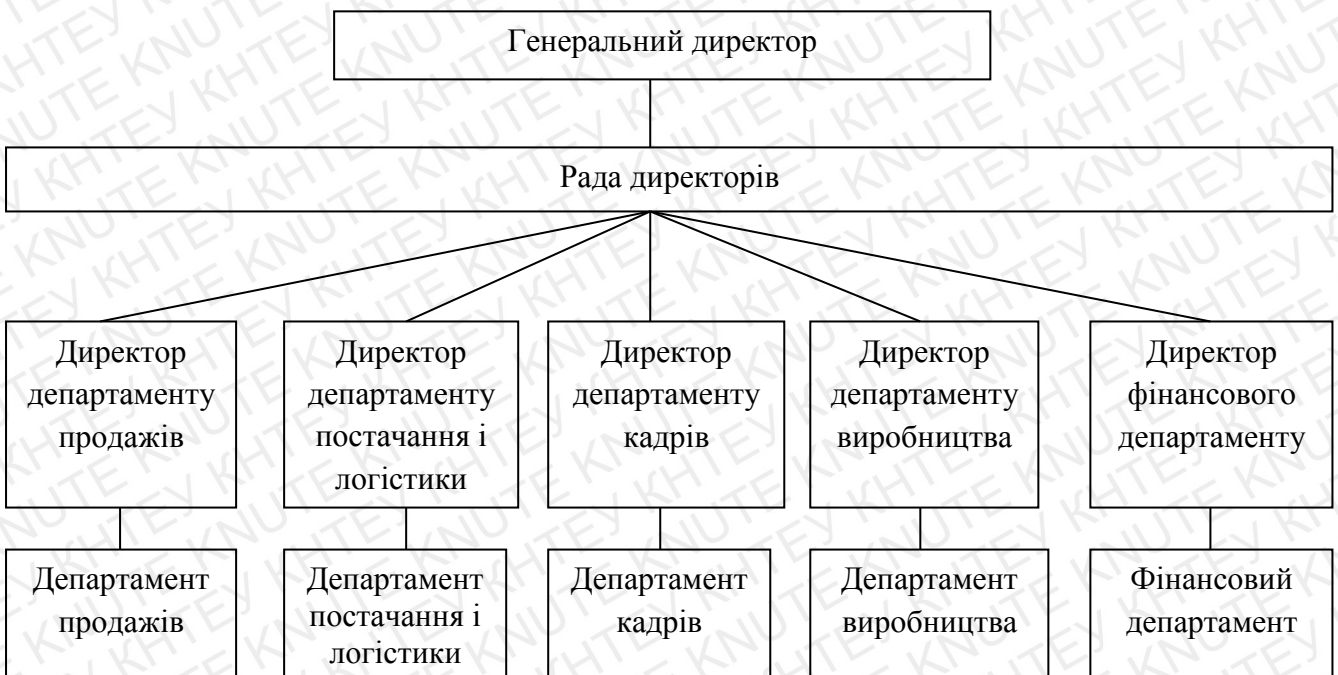 Генеральний директор
Рада директорів
Директор
департаменту
продажів
Директор
департаменту
постачання і
логістики
Директор
департаменту
кадрів
Директор
департаменту
виробництва
Директор
фінансового
департаменту
Департамент
продажів
Департамент
постачання і
логістики
Департамент
кадрів
Департамент
виробництва
Фінансовий
департамент